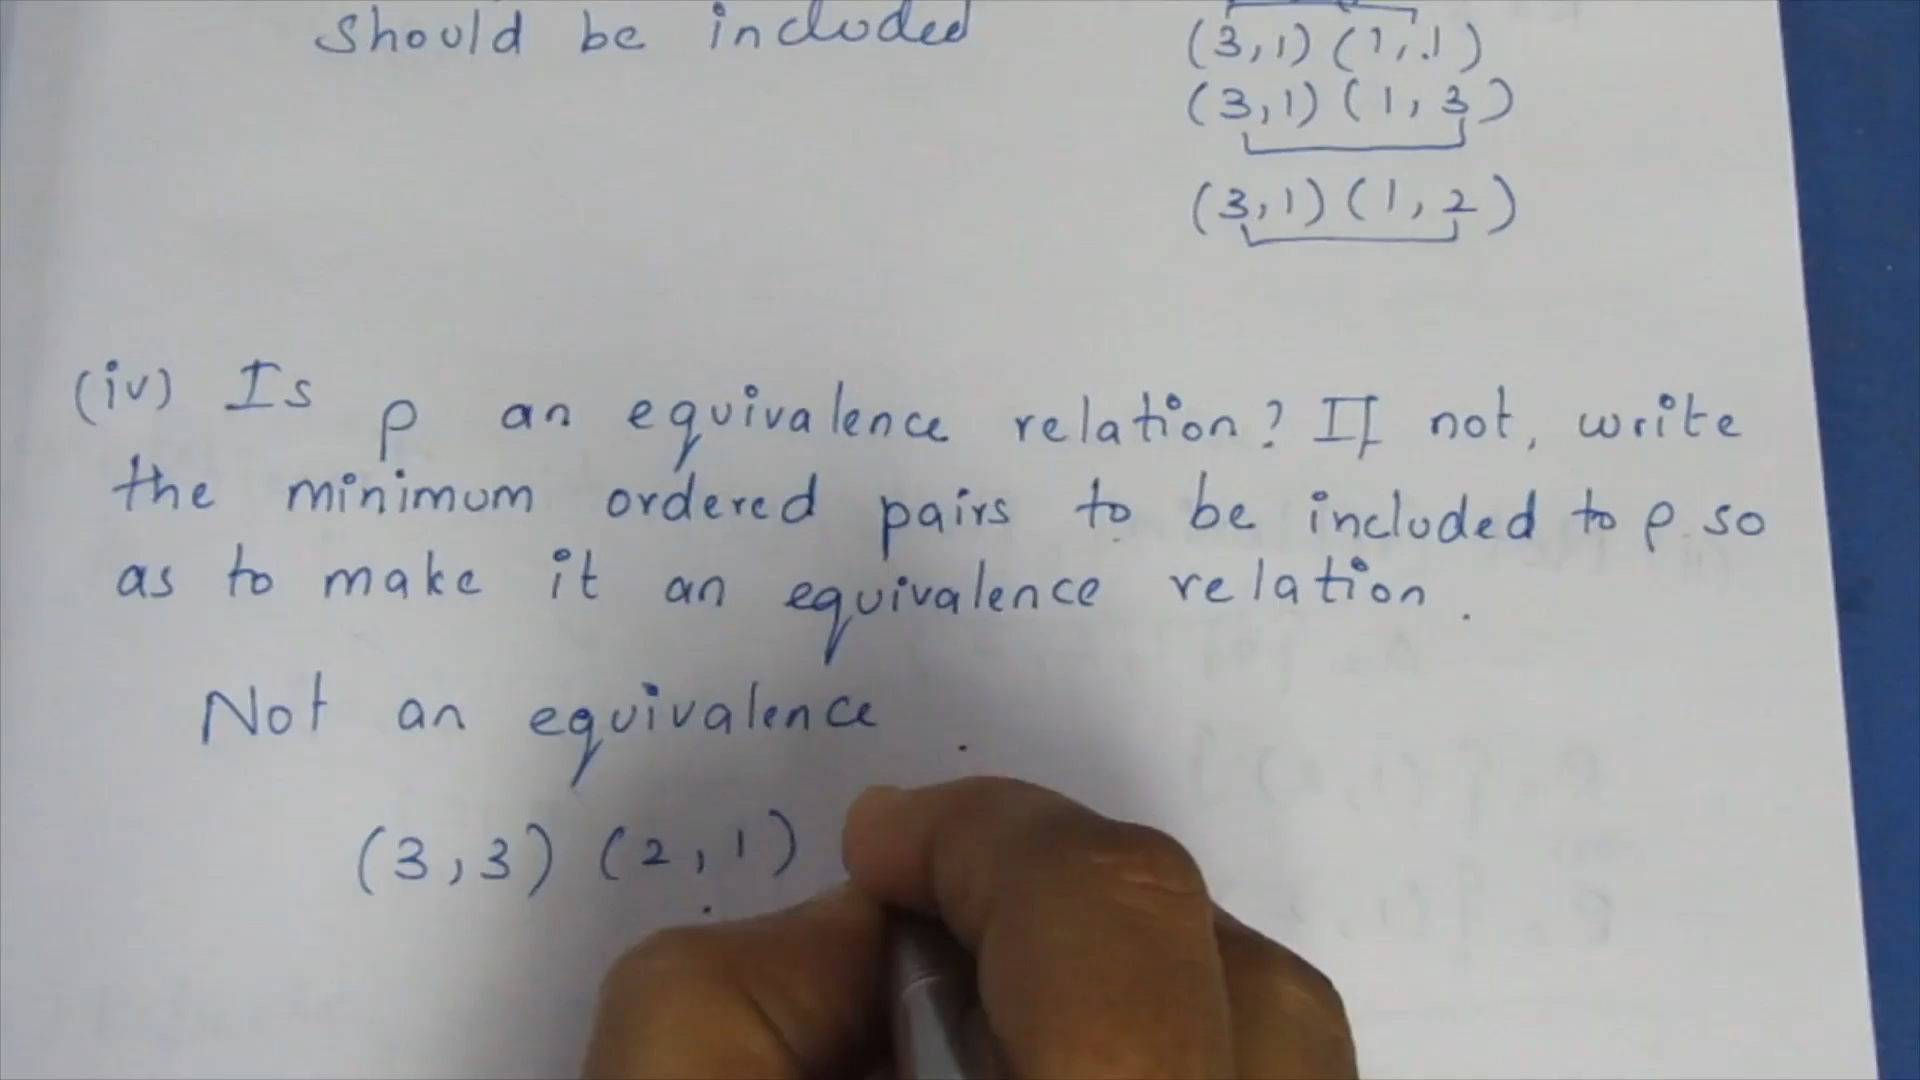 should be included
(3,1) (1,1)
(3,1) (1,3)
(3,1) (1,2)
(iv) Is ρ an equivalence relation? If not, write
the minimum ordered pairs to be included to ρ so
as to make it an equivalence relation.
Not an equivalence
(3,3) (2,1)